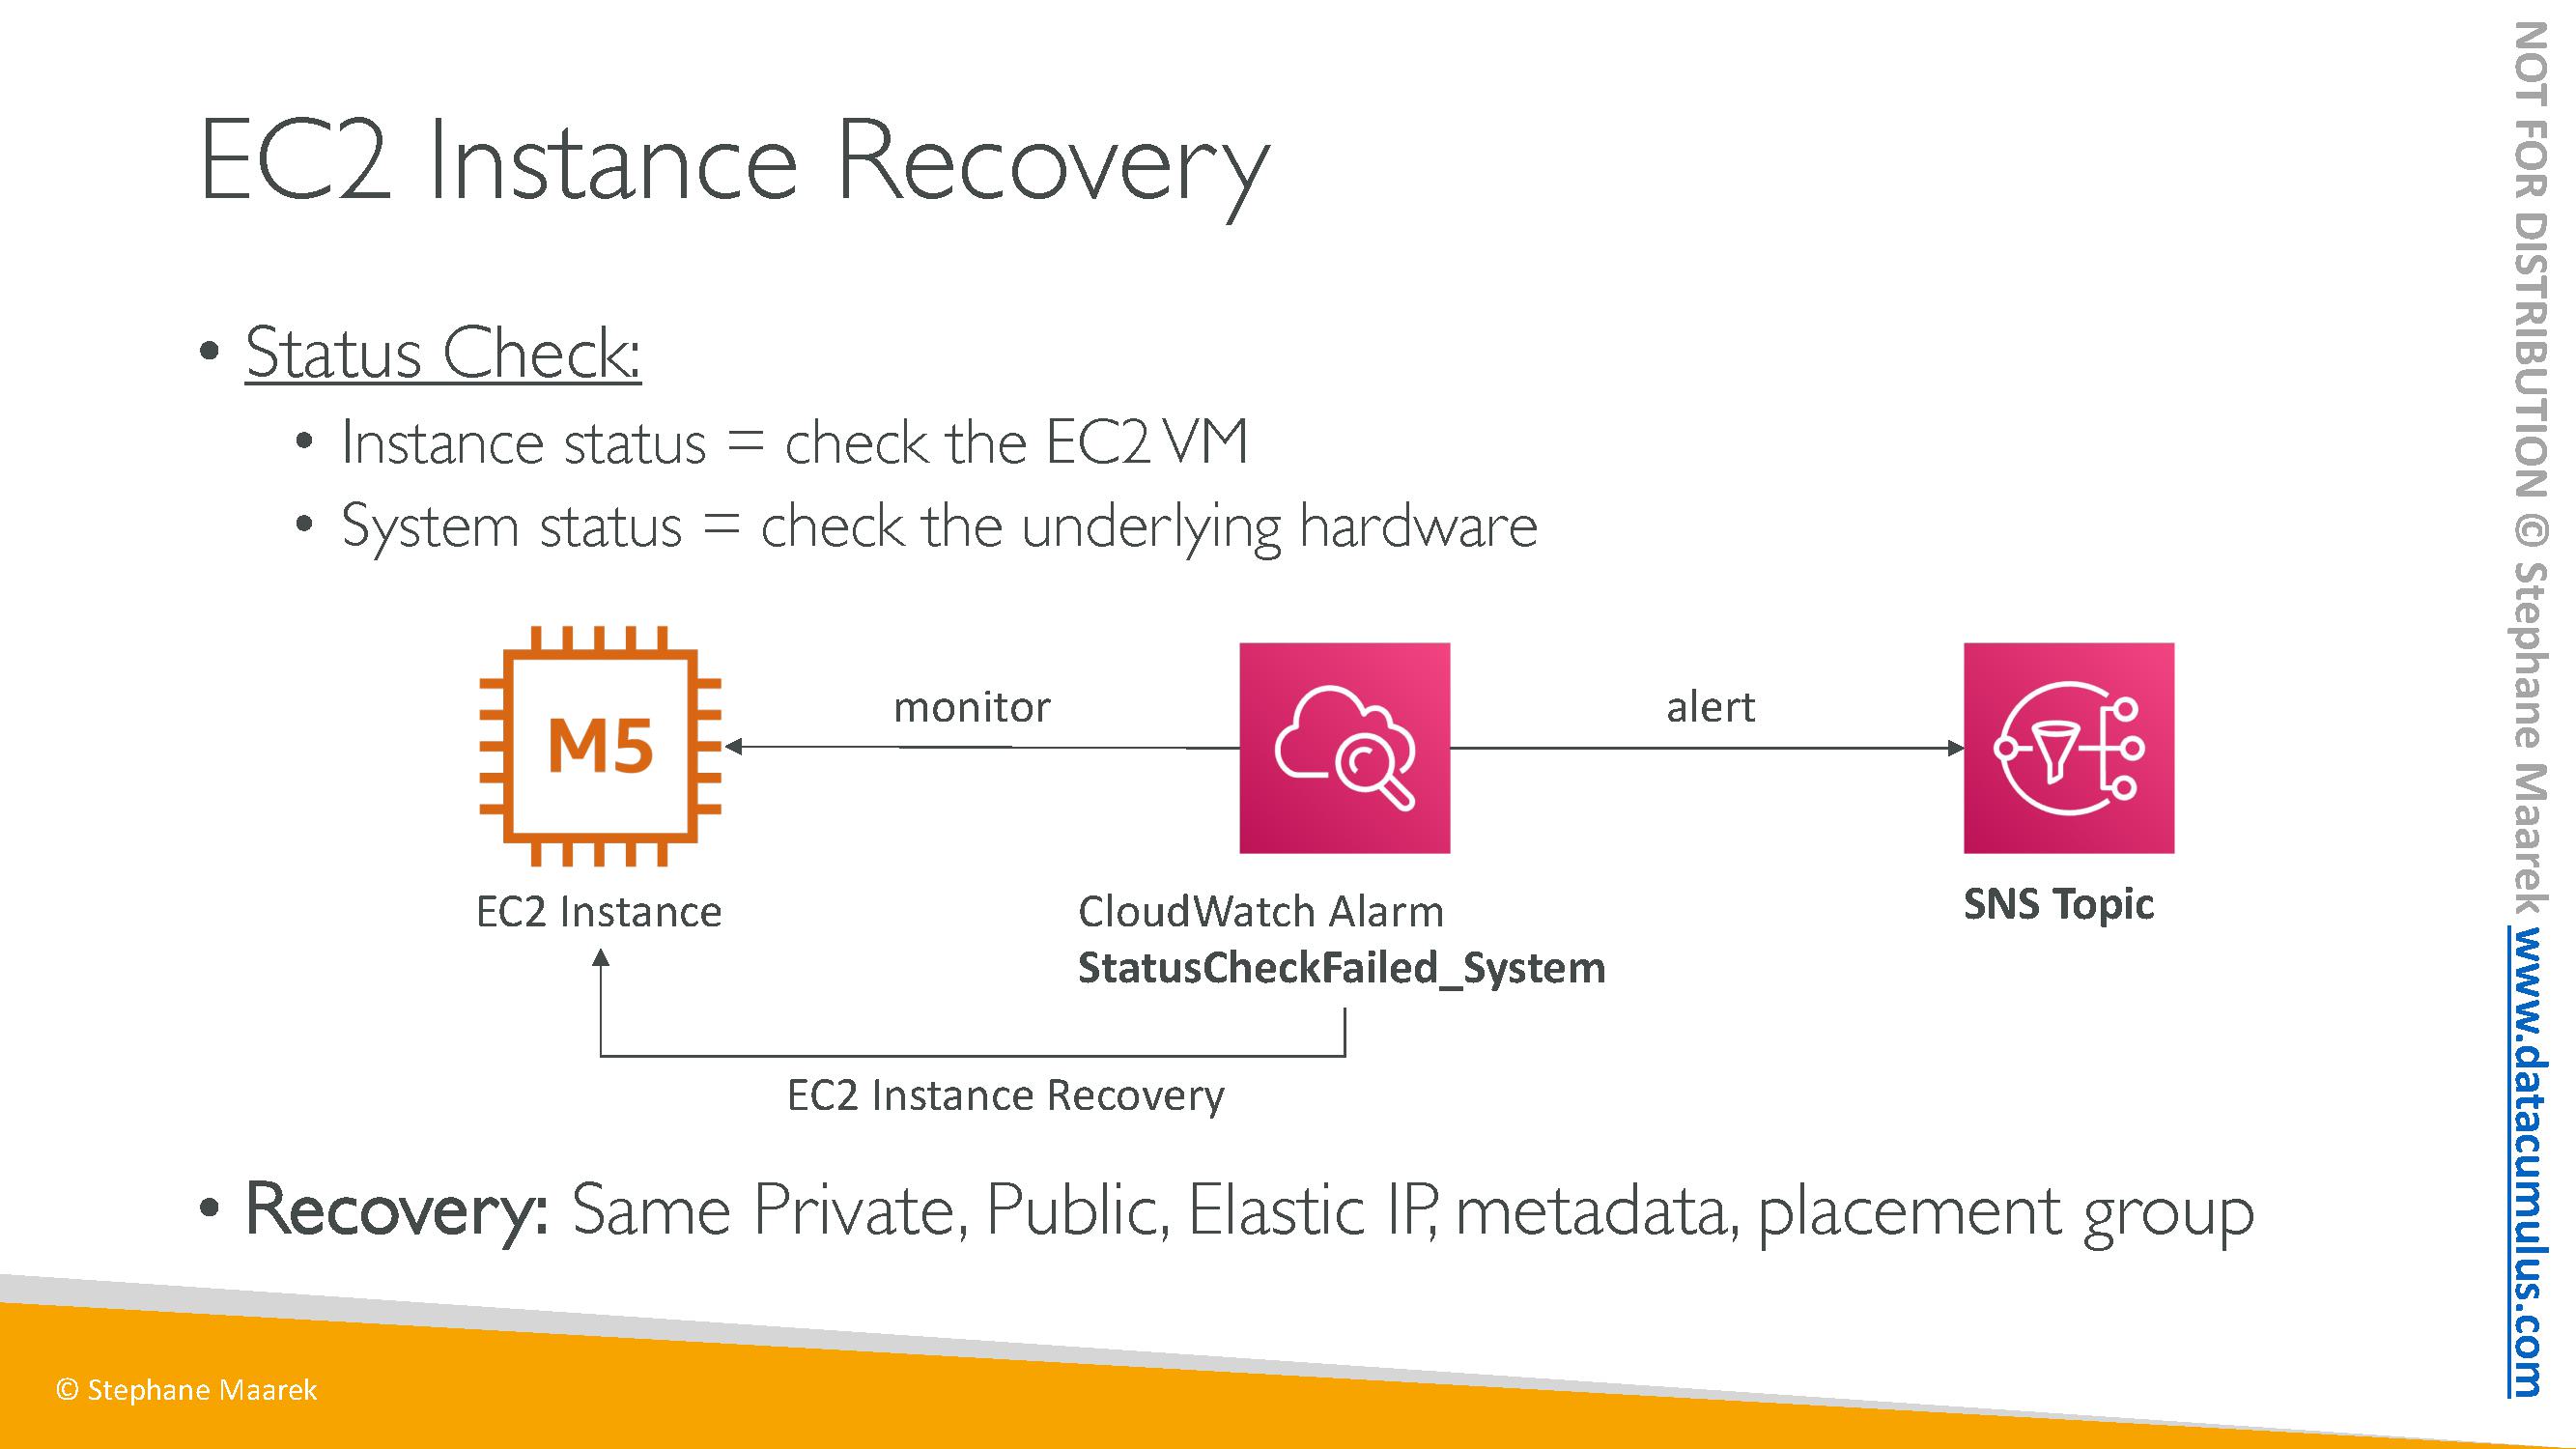 EC2 Instance Recovery
• Status Check:
• Instance status = check the EC2 VM
• System status = check the underlying hardware
M5
monitor
alert
EC2 Instance
CloudWatch Alarm
StatusCheckFailed_System
SNS Topic
EC2 Instance Recovery
• Recovery: Same Private, Public, Elastic IP, metadata, placement group
© Stephane Maarek
NOT FOR DISTRIBUTION © Stephane Maarek www.datacumulus.com